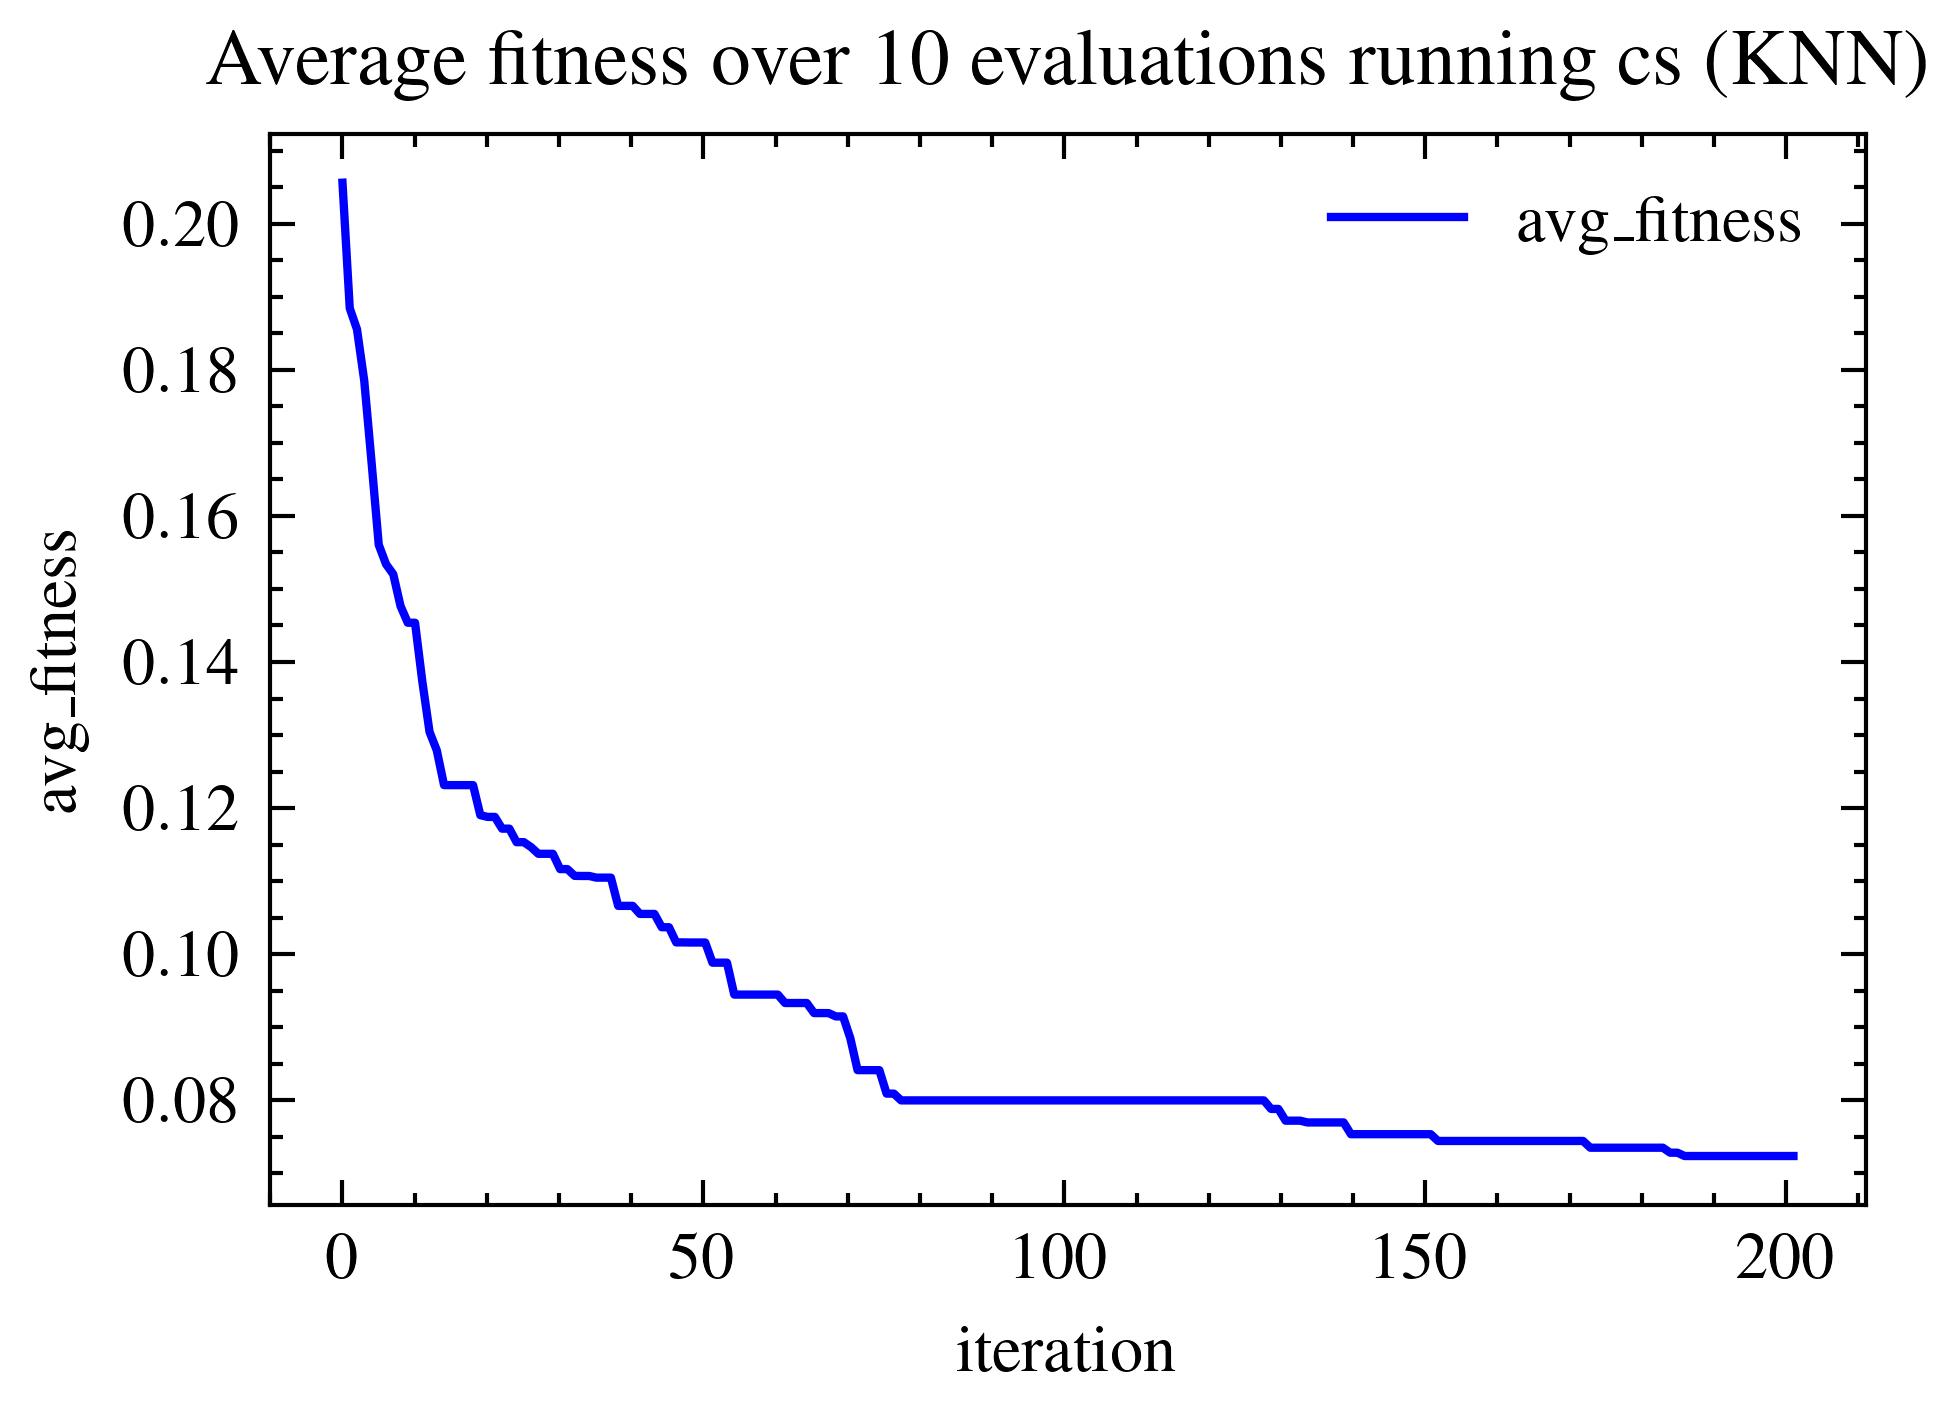 Average fitness over 10 evaluations running cs (KNN)
avg_fitness
0.20
0.18
0.16
0.14
0.12
0.10
0.08
avg_fitness
0 50 100 150 200
iteration